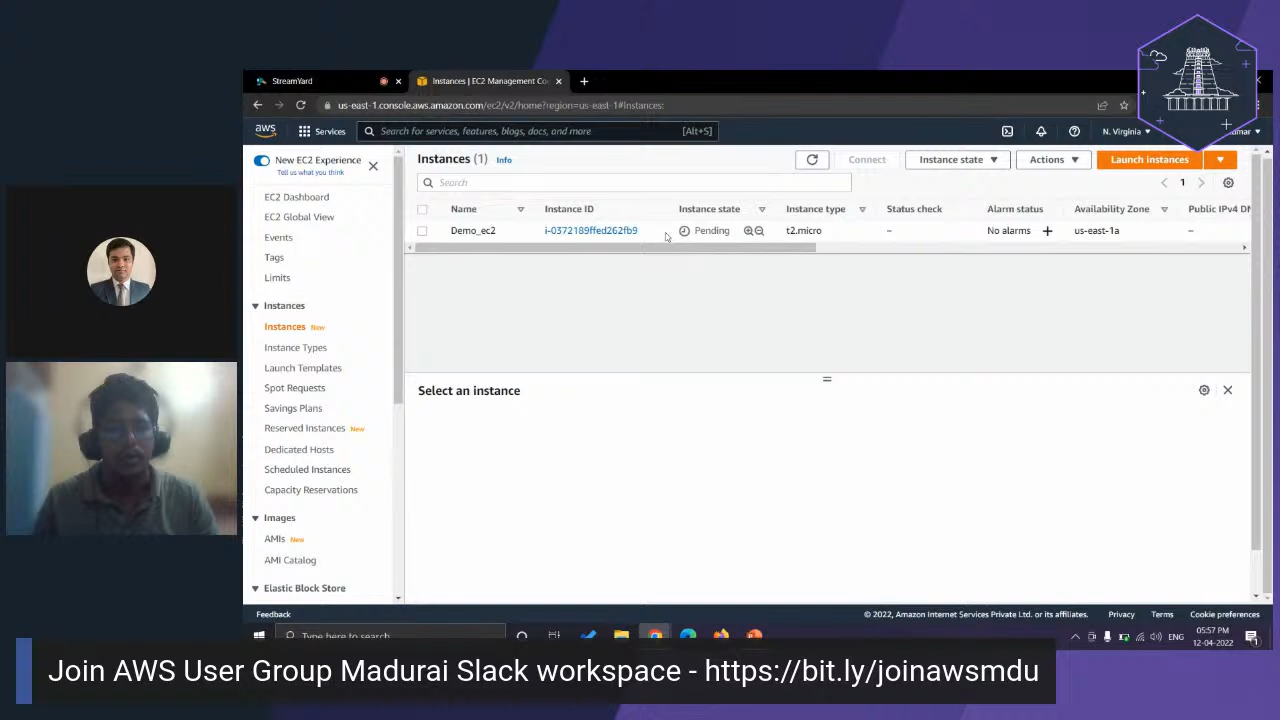 StreamYard
Instances | EC2 Management Co
us-east-1.console.aws.amazon.com/ec2/v2/home?region=us-east-1#Instances:
aws
Services
Search for services, features, blogs, docs, and more
[Alt+S]
N. Virginia
New EC2 Experience
Tell us what you think
EC2 Dashboard
EC2 Global View
Events
Tags
Limits
Instances
Instances New
Instance Types
Launch Templates
Spot Requests
Savings Plans
Reserved Instances New
Dedicated Hosts
Scheduled Instances
Capacity Reservations
Images
AMIs New
AMI Catalog
Elastic Block Store
Instances (1) Info
Connect
Instance state
Actions
Launch instances
Search
1
Name Instance ID Instance state Instance type Status check Alarm status Availability Zone Public IPv4 DN
Demo_ec2 i-0372189ffed262fb9 Pending t2.micro – No alarms + us-east-1a –
Select an instance
Feedback
© 2022, Amazon Internet Services Private Ltd. or its affiliates. Privacy Terms Cookie preferences
Type here to search
ENG
05:57 PM
12-04-2022
Join AWS User Group Madurai Slack workspace - https://bit.ly/joinawsmdu